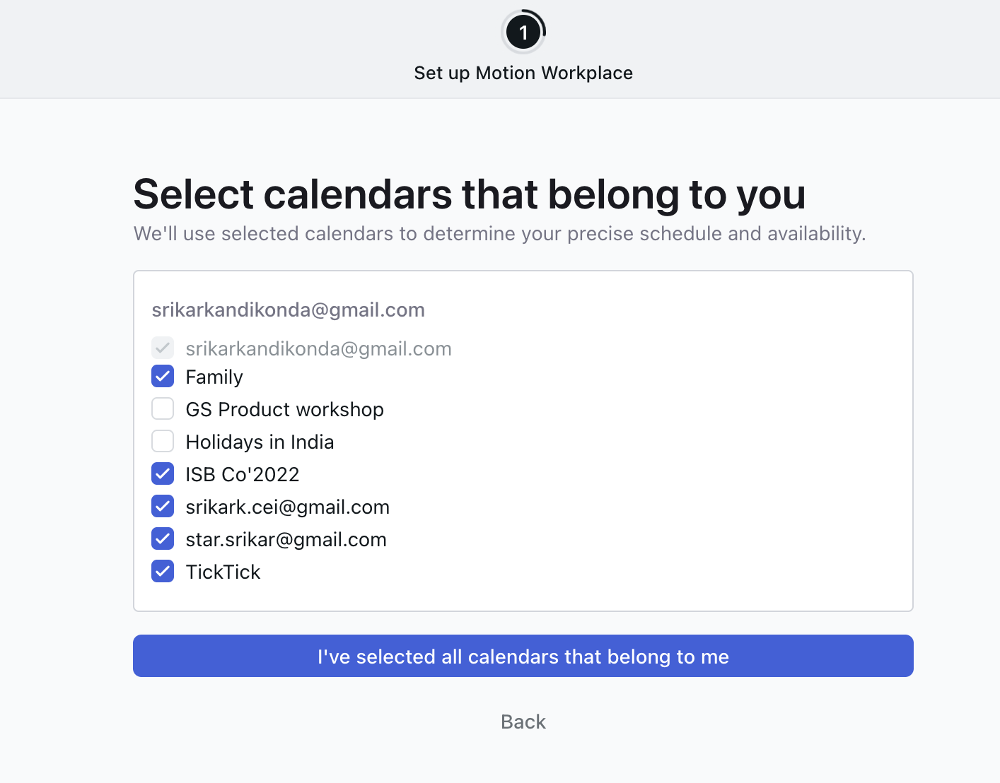 1
Set up Motion Workplace
Select calendars that belong to you
We'll use selected calendars to determine your precise schedule and availability.
srikarkandikonda@gmail.com
srikarkandikonda@gmail.com
Family
GS Product workshop
Holidays in India
ISB Co'2022
srikark.cei@gmail.com
star.srikar@gmail.com
TickTick
I've selected all calendars that belong to me
Back